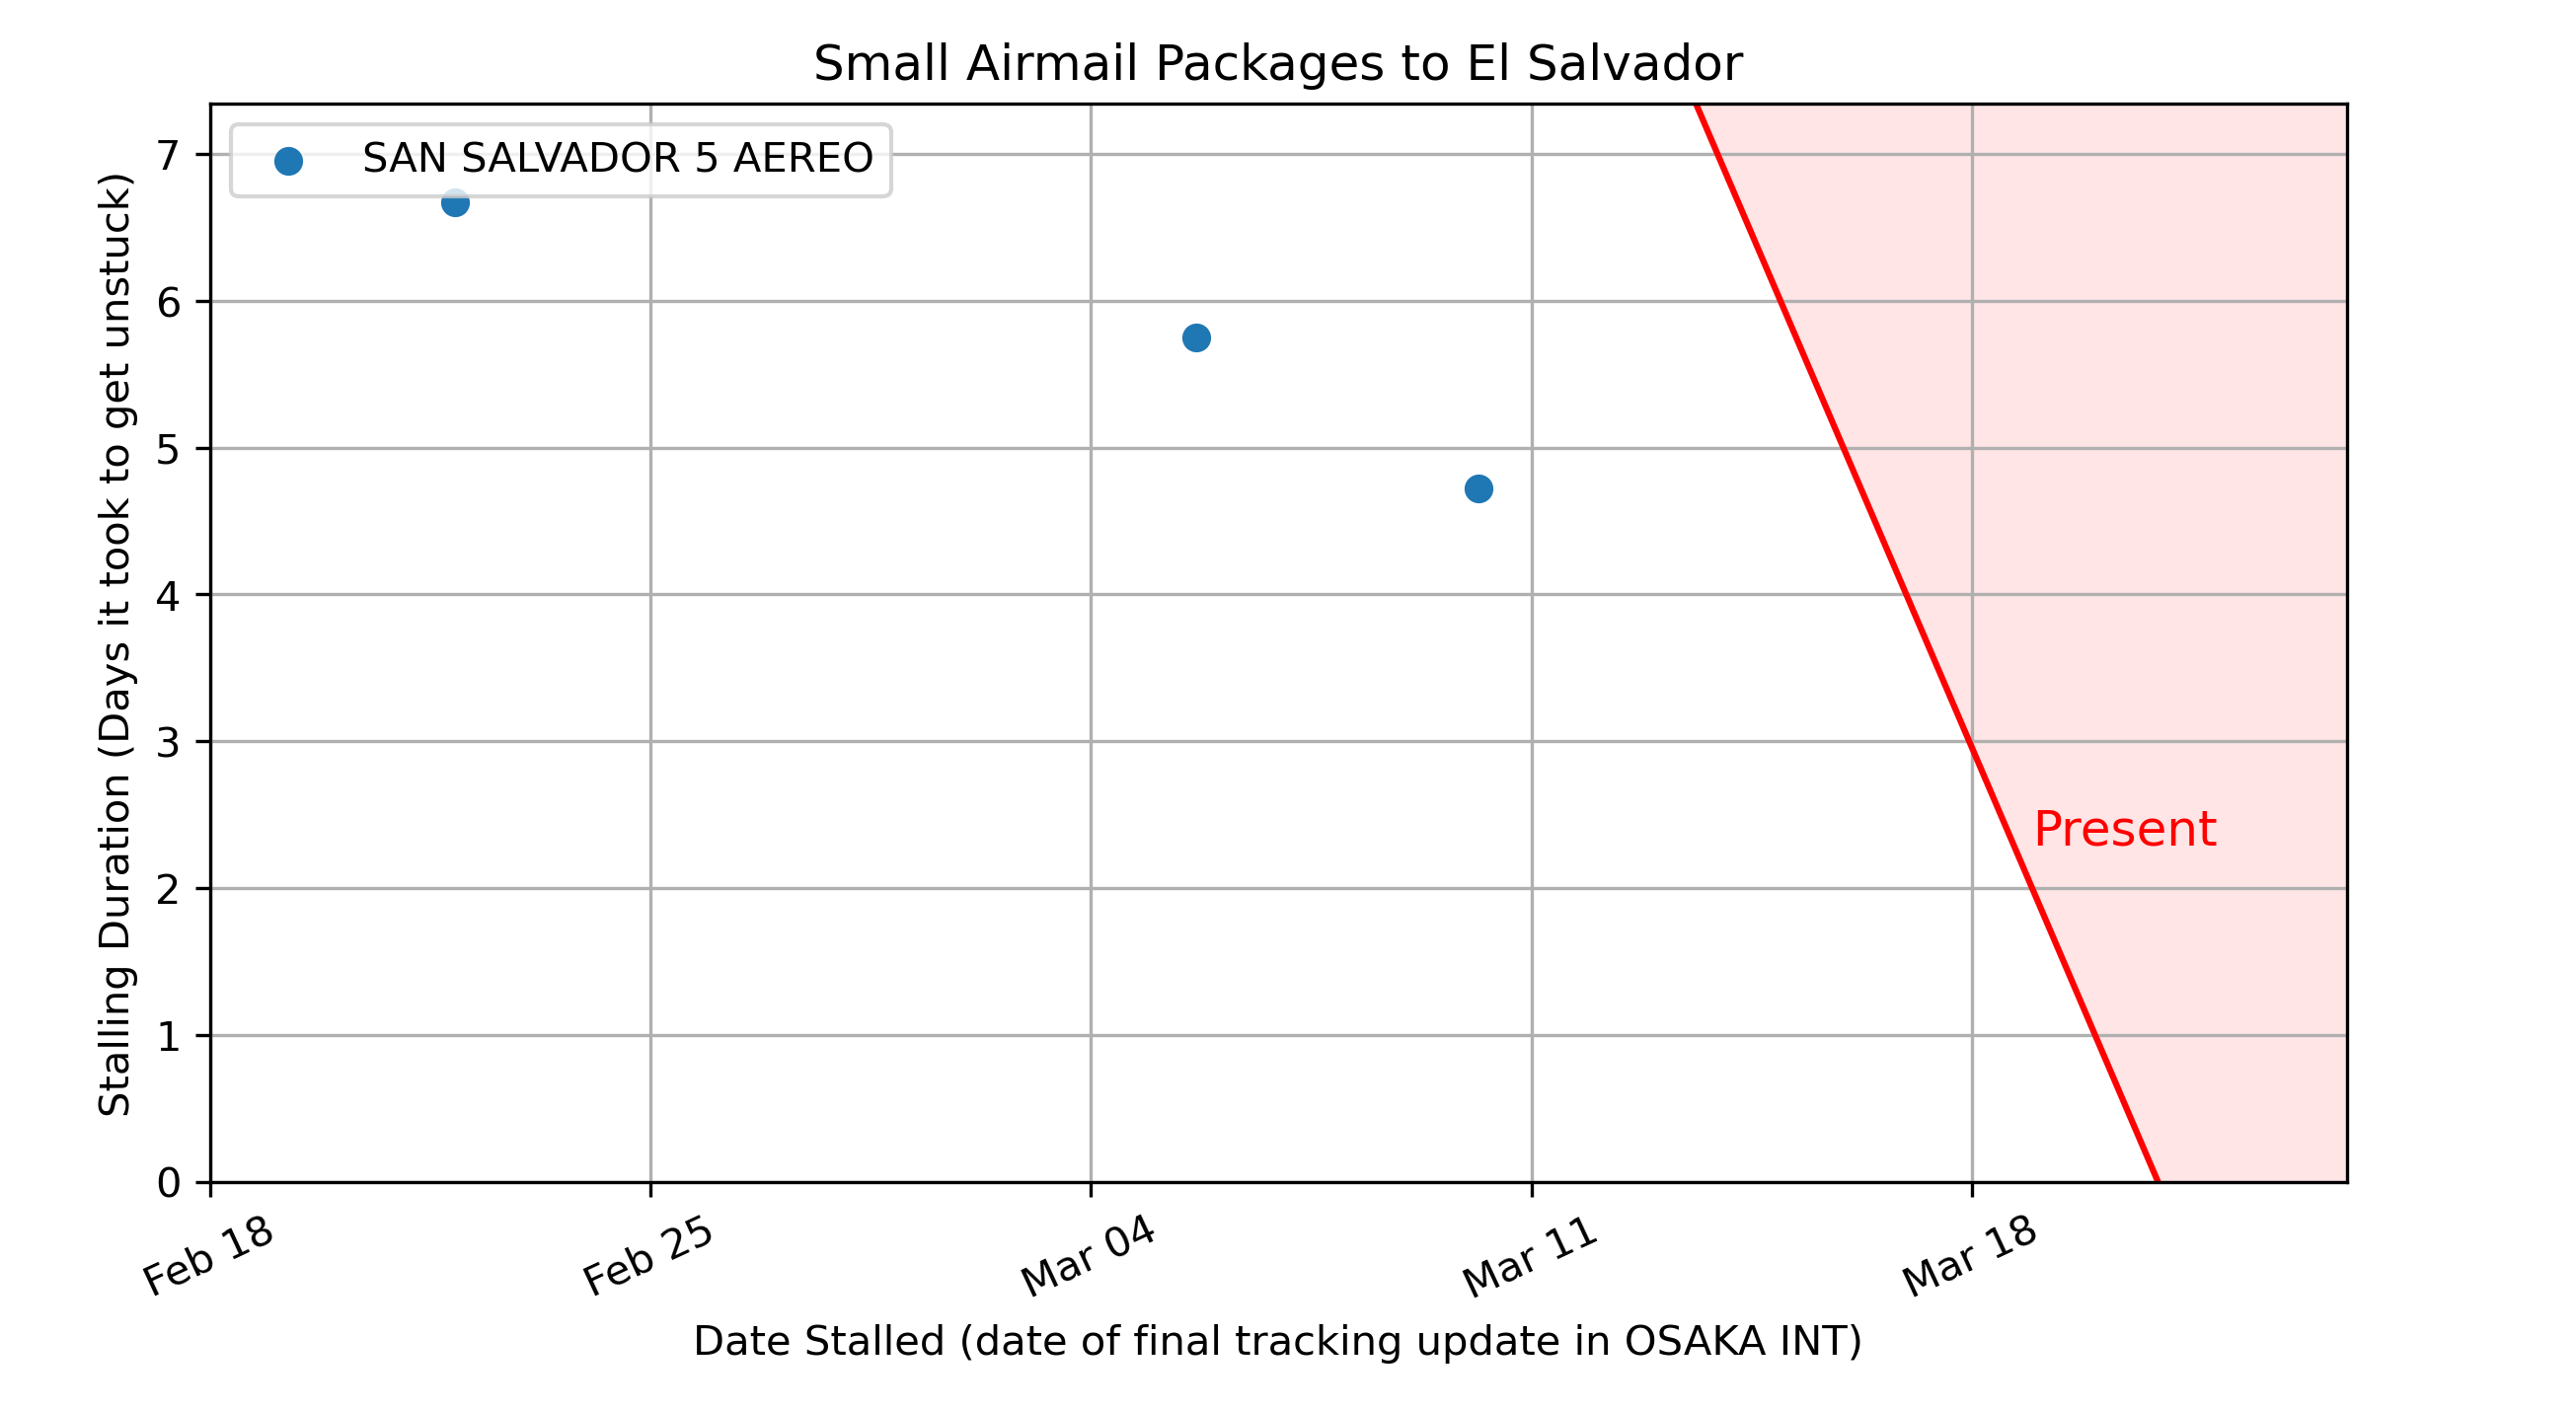 Small Airmail Packages to El Salvador
SAN SALVADOR 5 AEREO
Stalling Duration (Days it took to get unstuck)
7
6
5
4
3
2
1
0
Present
Feb 18
Feb 25
Mar 04
Mar 11
Mar 18
Date Stalled (date of final tracking update in OSAKA INT)